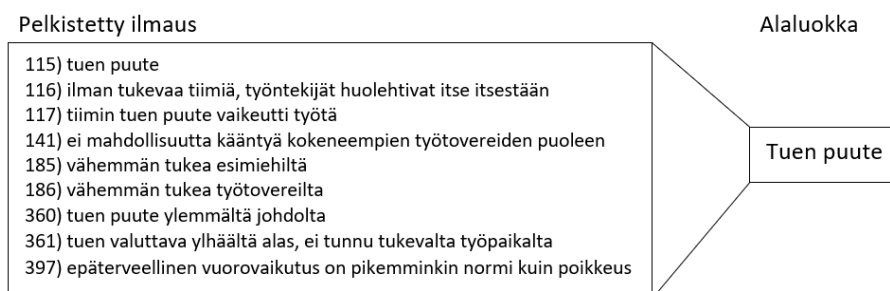 Pelkistetty ilmaus
Alaluokka
115) tuen puute
116) ilman tukevaa tiimiä, työntekijät huolehtivat itse itsestään
117) tiimin tuen puute vaikeutti työtä
141) ei mahdollisuutta kääntyä kokeneempien työtovereiden puoleen
185) vähemmän tukea esimiehiltä
186) vähemmän tukea työtovereilta
360) tuen puute ylemmältä johdolta
361) tuen valuttava ylhäältä alas, ei tunnu tukevalta työpaikalta
397) epäterveellinen vuorovaikutus on pikemminkin normi kuin poikkeus
Tuen puute